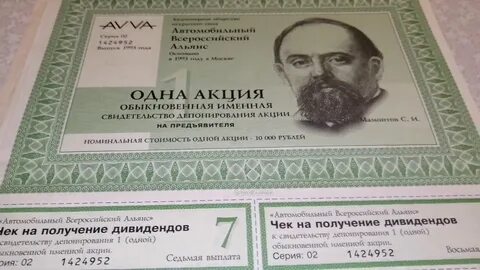 AVVA
Серия 02
1424952
Выпуск 1993 года
Акционерное общество
открытого типа
Автомобильный
Всероссийский
Альянс
Основано
в 1993 году в Москве
ОДНА АКЦИЯ
ОБЫКНОВЕННАЯ ИМЕННАЯ
СВИДЕТЕЛЬСТВО ДЕПОНИРОВАНИЯ АКЦИИ
НА ПРЕДЪЯВИТЕЛЯ
НОМИНАЛЬНАЯ СТОИМОСТЬ ОДНОЙ АКЦИИ - 10 000 РУБЛЕЙ
Мамонтов С. И.
«Автомобильный Всероссийский Альянс»
Чек на получение дивидендов
к свидетельству депонирования 1 (одной)
обыкновенной именной акции.
Серия: 02 1424952
7
Седьмая выплата
«Автомобильный Всероссийский Альянс»
Чек на получение дивидендов
к свидетельству депонирования 1 (одной)
обыкновенной именной акции.
Серия: 02 1424952
Восьмая